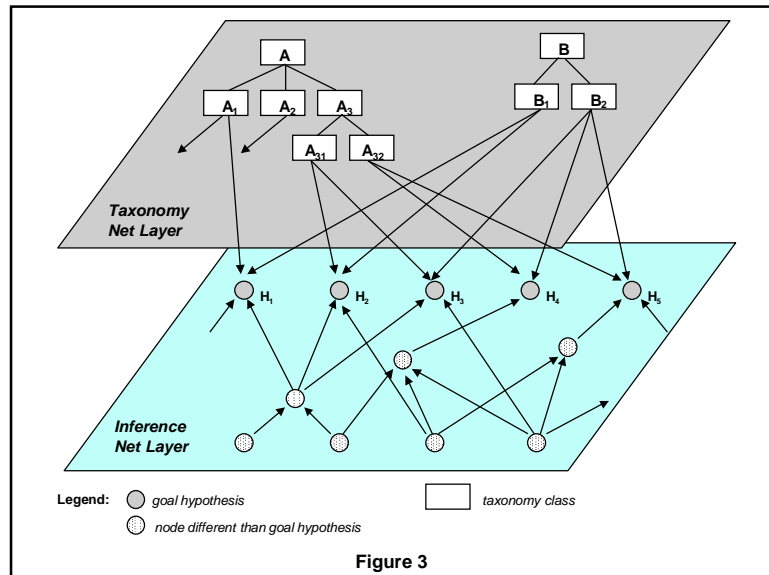 A
B
A1 A2 A3
B1 B2
A31 A32
Taxonomy
Net Layer
H1 H2 H3 H4 H5
Inference
Net Layer
Legend: goal hypothesis taxonomy class
node different than goal hypothesis
Figure 3